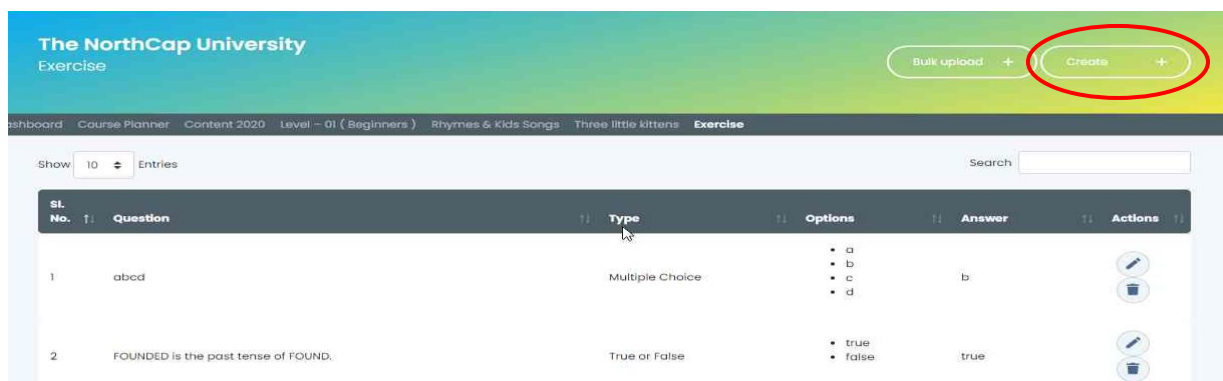 The NorthCap University
Exercise
Bulk upload +
Create +
ashboard Course Planner Content 2020 Level – 01 ( Beginners ) Rhymes & Kids Songs Three little kittens Exercise
Show 10 Entries
Search
Sl. No. Question Type Options Answer Actions
1 abcd Multiple Choice
• a
• b
• c
• d
b
2 FOUNDED is the past tense of FOUND. True or False
• true
• false
true